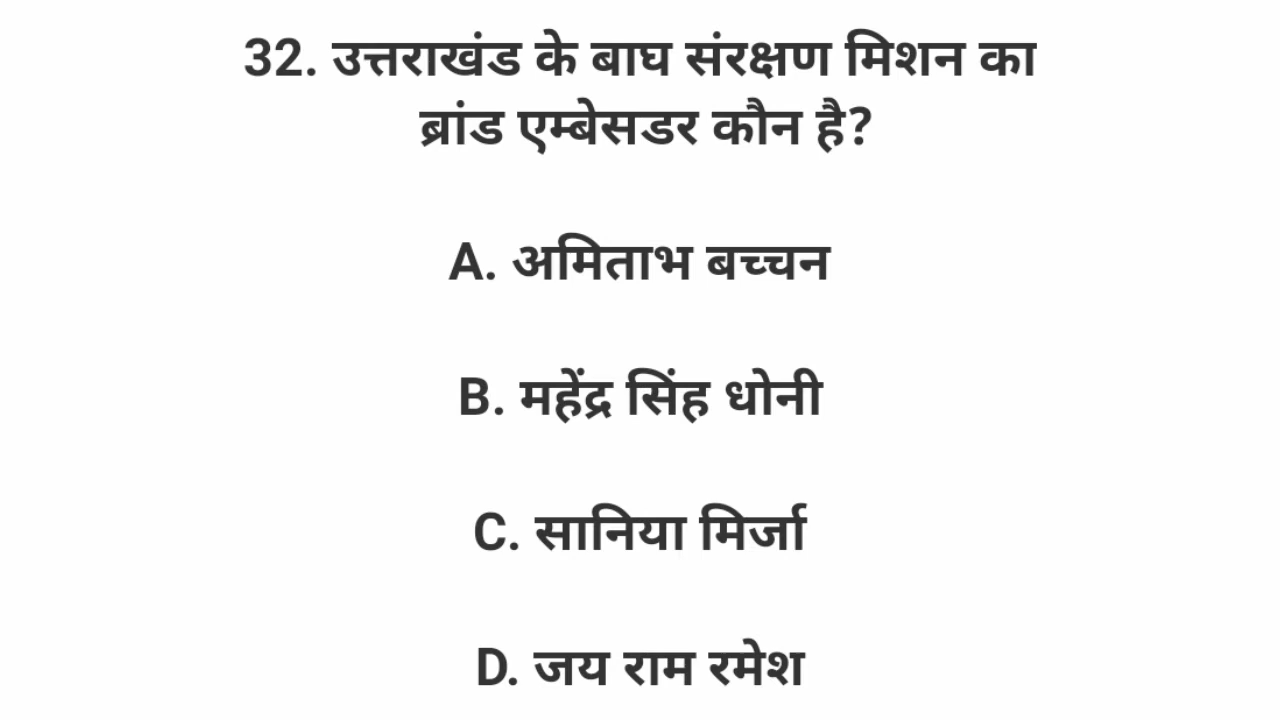 32. उत्तराखंड के बाघ संरक्षण मिशन का
ब्रांड एम्बेसडर कौन है?
A. अमिताभ बच्चन
B. महेंद्र सिंह धोनी
C. सानिया मिर्जा
D. जय राम रमेश